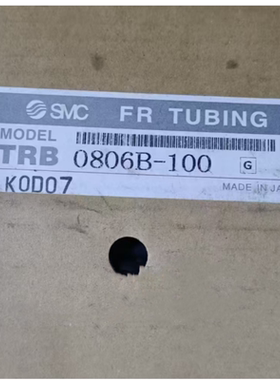 SMC FR TUBING
MODEL
TRB 0806B-100 G
K0D07 MADE IN JA